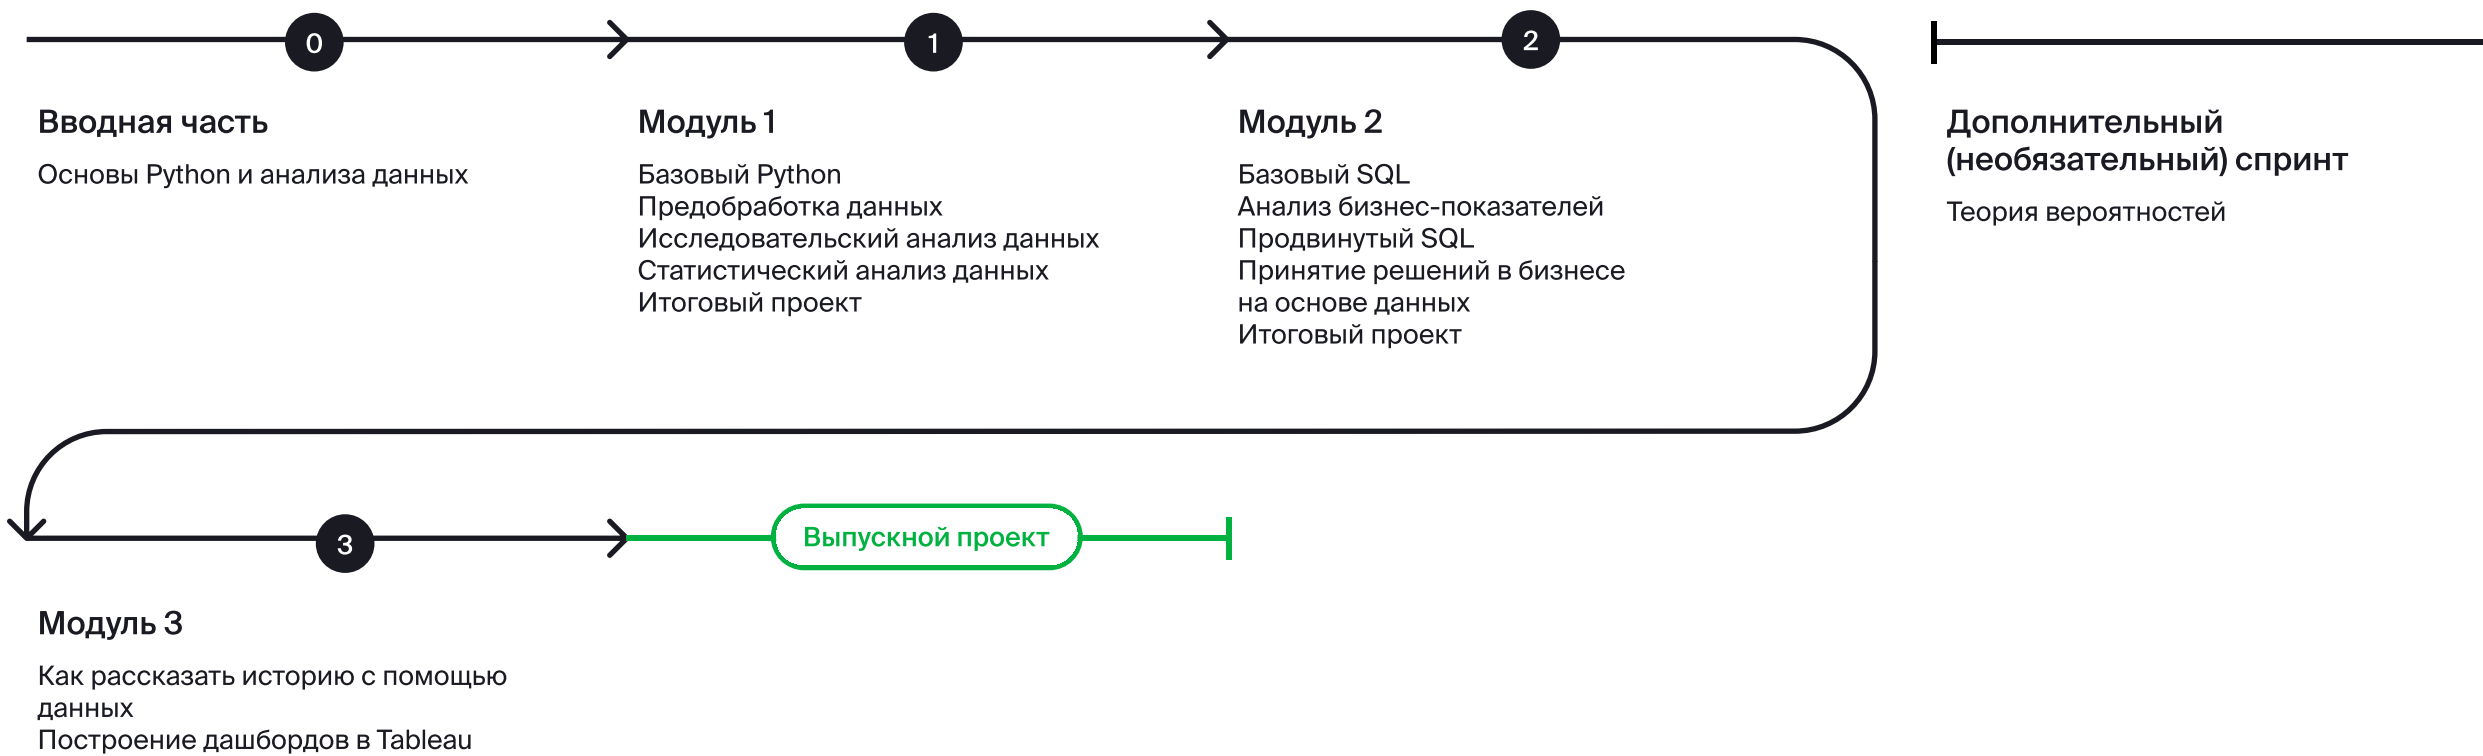 0
Вводная часть
Основы Python и анализа данных
1
Модуль 1
Базовый Python
Предобработка данных
Исследовательский анализ данных
Статистический анализ данных
Итоговый проект
2
Модуль 2
Базовый SQL
Анализ бизнес-показателей
Продвинутый SQL
Принятие решений в бизнесе
на основе данных
Итоговый проект
Дополнительный
(необязательный) спринт
Теория вероятностей
3
Модуль 3
Как рассказать историю с помощью
данных
Построение дашбордов в Tableau
Выпускной проект